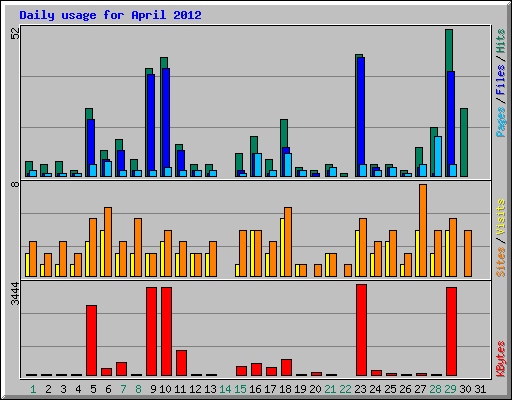 Daily usage for April 2012
52
Pages / Files / Hits
8
Sites / Visits
3444
KBytes
1 2 3 4 5 6 7 8 9 10 11 12 13 14 15 16 17 18 19 20 21 22 23 24 25 26 27 28 29 30 31